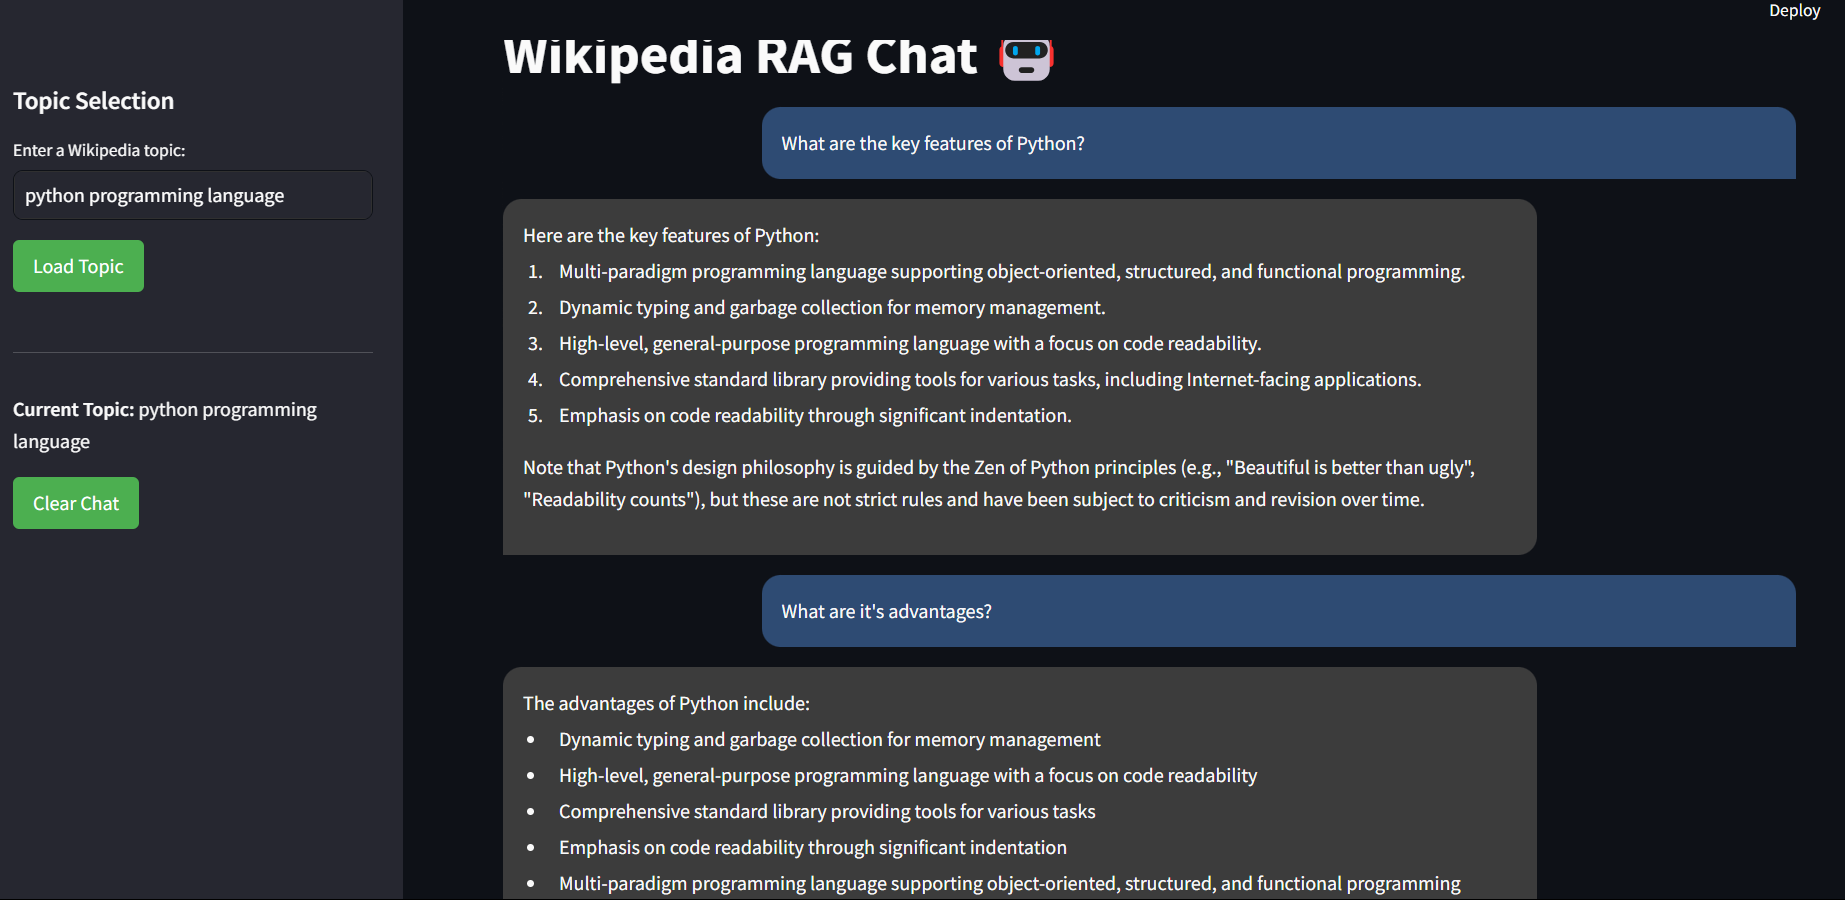 Deploy
Topic Selection
Enter a Wikipedia topic:
python programming language
Load Topic
Current Topic: python programming
language
Clear Chat
Wikipedia RAG Chat
What are the key features of Python?
Here are the key features of Python:
1. Multi-paradigm programming language supporting object-oriented, structured, and functional programming.
2. Dynamic typing and garbage collection for memory management.
3. High-level, general-purpose programming language with a focus on code readability.
4. Comprehensive standard library providing tools for various tasks, including Internet-facing applications.
5. Emphasis on code readability through significant indentation.
Note that Python's design philosophy is guided by the Zen of Python principles (e.g., "Beautiful is better than ugly",
"Readability counts"), but these are not strict rules and have been subject to criticism and revision over time.
What are it's advantages?
The advantages of Python include:
• Dynamic typing and garbage collection for memory management
• High-level, general-purpose programming language with a focus on code readability
• Comprehensive standard library providing tools for various tasks
• Emphasis on code readability through significant indentation
• Multi-paradigm programming language supporting object-oriented, structured, and functional programming